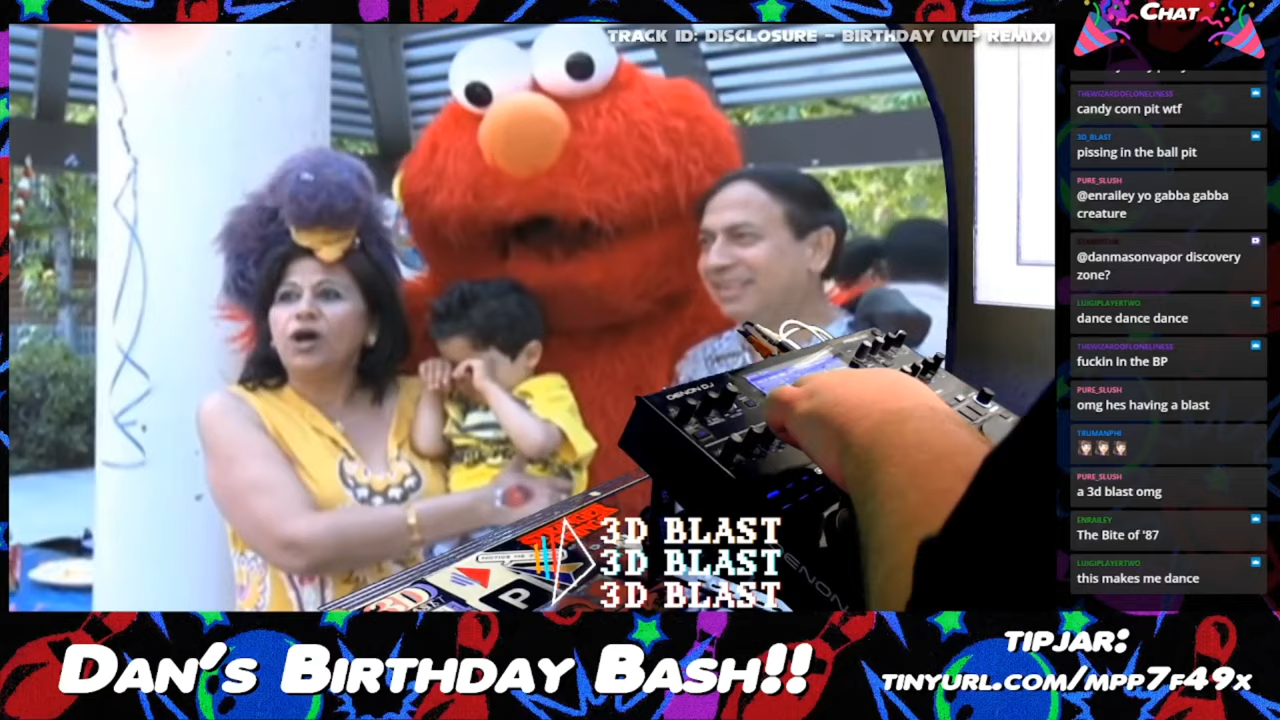 TRACK ID: DISCLOSURE - BIRTHDAY (VIP REMIX)
CHAT
THEWIZARDOFLONELINESS
candy corn pit wtf
3D_BLAST
pissing in the ball pit
PURE_SLUSH
@enrailey yo gabba gabba
creature
@danmasonvapor discovery
zone?
LUIGIPLAYERTWO
dance dance dance
THEWIZARDOFLONELINESS
fuckin in the BP
PURE_SLUSH
omg hes having a blast
TRUMANPHI
PURE_SLUSH
a 3d blast omg
ENRAILEY
The Bite of '87
LUIGIPLAYERTWO
this makes me dance
DENON DJ
3D BLAST
3D BLAST
3D BLAST
P
3D
DENON
DAN'S BIRTHDAY BASH!!
TIPJAR:
TINYURL.COM/MPP7F49X